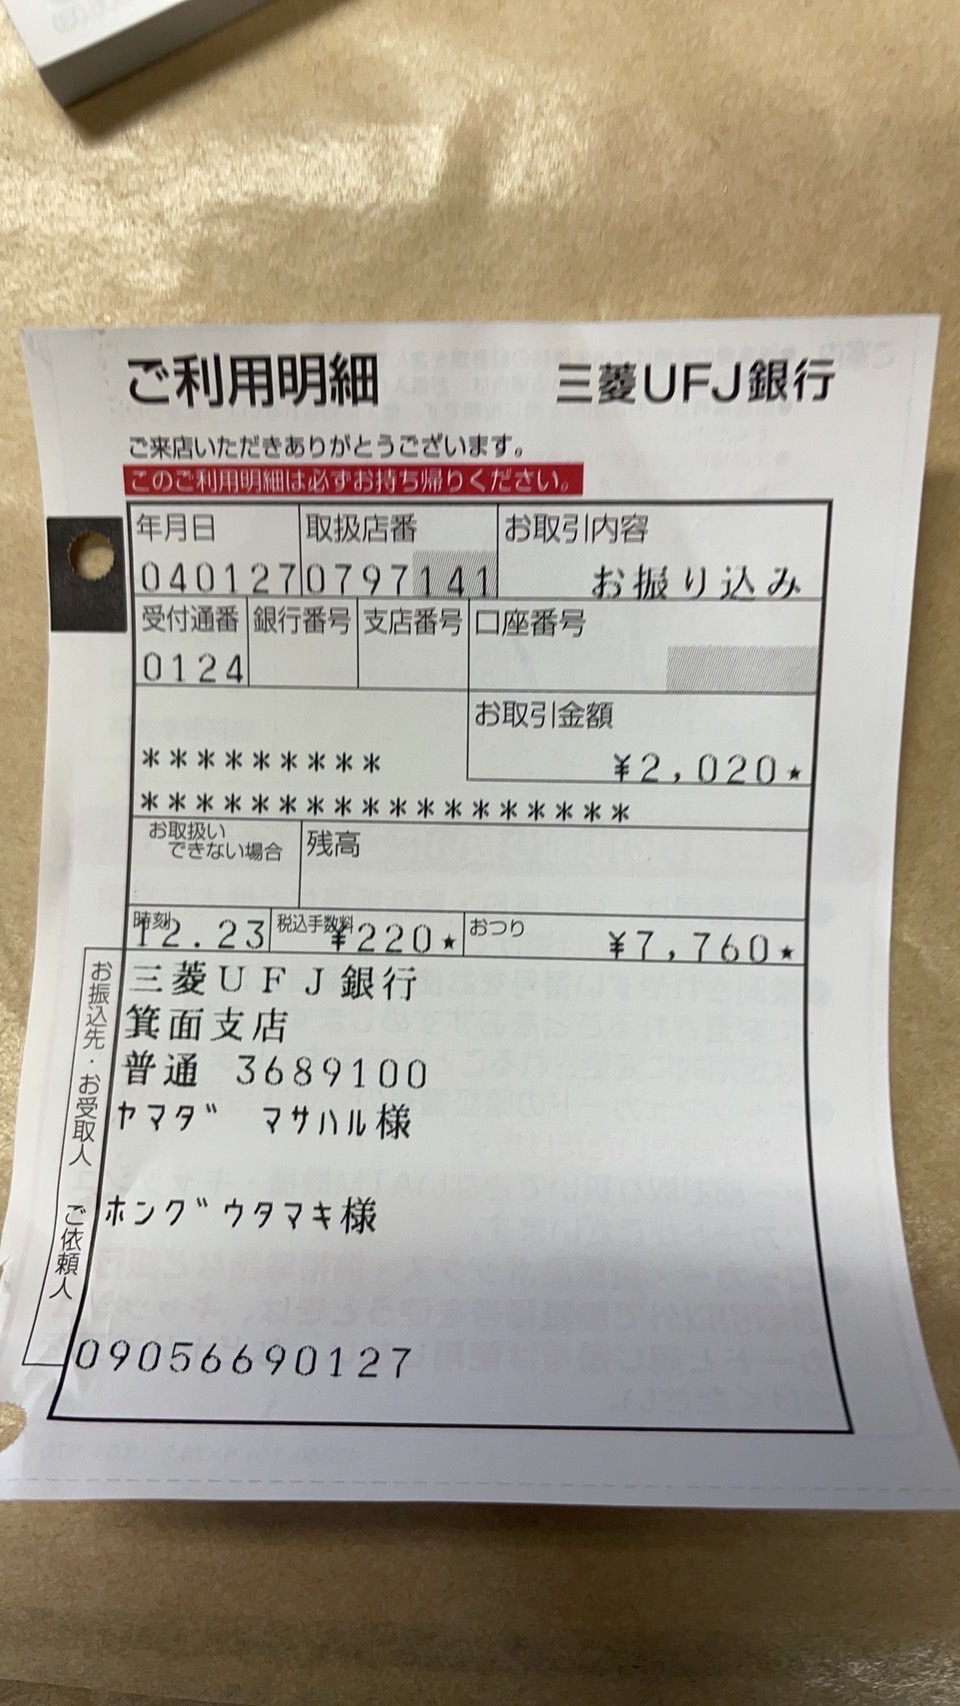 ご利用明細 三菱UFJ銀行
ご来店いただきありがとうございます。
このご利用明細は必ずお持ち帰りください。
年月日 取扱店番 お取引内容
040127 0797141 お振り込み
受付通番 銀行番号 支店番号 口座番号
0124
お取引金額
********* ¥2,020★
******************
お取扱いできない場合 残高
時刻 税込手数料 おつり
12.23 ¥220★ ¥7,760★
お振込先・お受取人
三菱UFJ銀行
箕面支店
普通 3689100
ヤマダ マサハル様
ご依頼人
ホングウタマキ様
09056690127